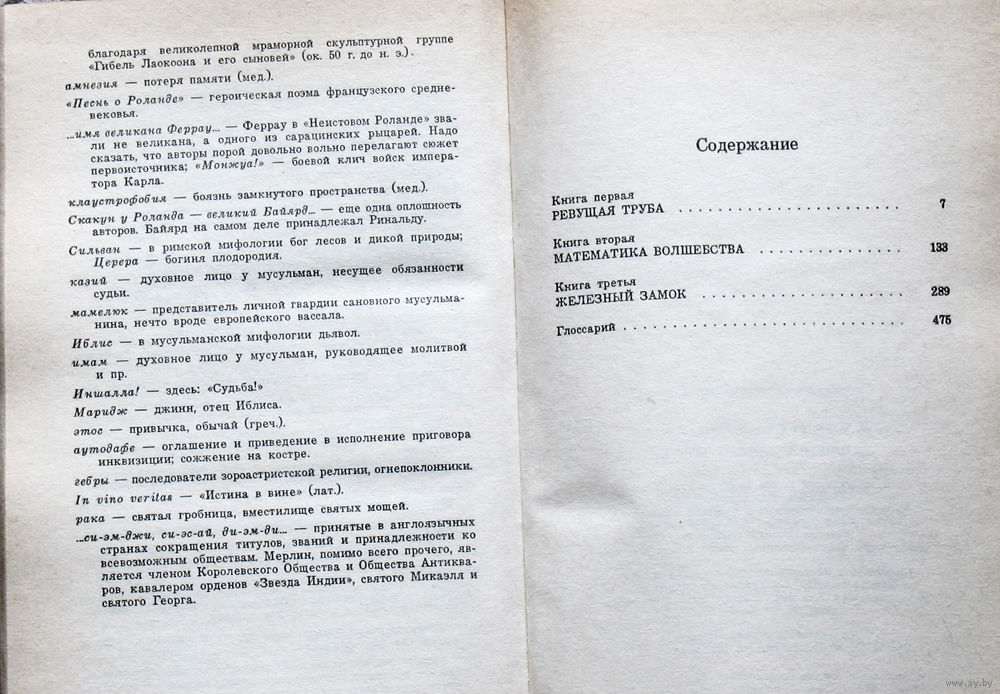 благодаря великолепной мраморной скульптурной группе
«Гибель Лаокоона и его сыновей» (ок. 50 г. до н. э.).
амнезия — потеря памяти (мед.).
«Песнь о Роланде» — героическая поэма французского средне-
вековья.
...имя великана Феррау... — Феррау в «Неистовом Роланде» зва-
ли не великана, а одного из сарацинских рыцарей. Надо
сказать, что авторы порой довольно вольно перелагают сюжет
первоисточника; «Монжуа!» — боевой клич войск импера-
тора Карла.
клаустрофобия — боязнь замкнутого пространства (мед.).
Скакун у Роланда — великий Байярд... — еще одна оплошность
авторов. Байярд на самом деле принадлежал Ринальду.
Сильван — в римской мифологии бог лесов и дикой природы;
Церера — богиня плодородия.
казий — духовное лицо у мусульман, несущее обязанности
судьи.
мамелюк — представитель личной гвардии сановного мусульма-
нина, нечто вроде европейского вассала.
Иблис — в мусульманской мифологии дьявол.
имам — духовное лицо у мусульман, руководящее молитвой
и пр.
Иншалла! — здесь: «Судьба!»
Маридж — джинн, отец Иблиса.
этос — привычка, обычай (греч.).
аутодафе — оглашение и приведение в исполнение приговора
инквизиции; сожжение на костре.
гебры — последователи зороастристской религии, огнепоклонники.
In vino veritas — «Истина в вине» (лат.).
рака — святая гробница, вместилище святых мощей.
...си-эм-джи, си-эс-ай, ди-эм-ди... — принятые в англоязычных
странах сокращения титулов, званий и принадлежности ко
всевозможным обществам. Мерлин, помимо всего прочего, яв-
ляется членом Королевского Общества и Общества Антиква-
ров, кавалером орденов «Звезда Индии», святого Микаэля и
святого Георга.
Содержание
Книга первая
РЕВУЩАЯ ТРУБА . . . . . . . . . . . . . . . . . . . . . . 7
Книга вторая
МАТЕМАТИКА ВОЛШЕБСТВА . . . . . . . . . . . . . . 133
Книга третья
ЖЕЛЕЗНЫЙ ЗАМОК . . . . . . . . . . . . . . . . . . . . 289
Глоссарий . . . . . . . . . . . . . . . . . . . . . . . . . . . 475
www.ay.by